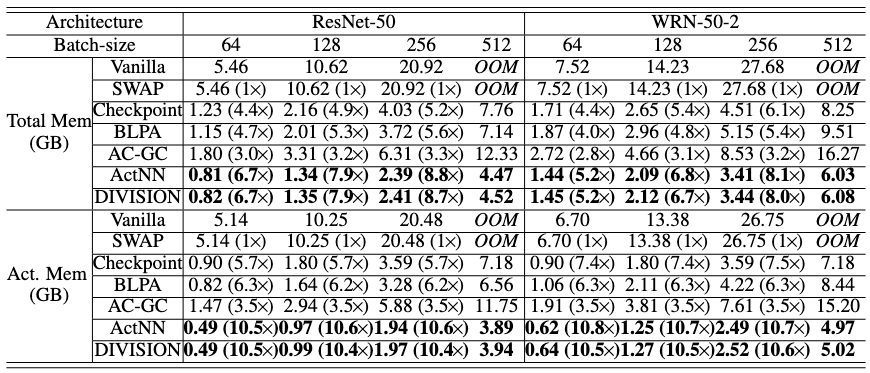 Architecture ResNet-50 WRN-50-2
Batch-size 64 128 256 512 64 128 256 512
Vanilla 5.46 10.62 20.92 OOM 7.52 14.23 27.68 OOM
SWAP 5.46 (1×) 10.62 (1×) 20.92 (1×) OOM 7.52 (1×) 14.23 (1×) 27.68 (1×) OOM
Checkpoint 1.23 (4.4×) 2.16 (4.9×) 4.03 (5.2×) 7.76 1.71 (4.4×) 2.65 (5.4×) 4.51 (6.1×) 8.25
Total Mem (GB) BLPA 1.15 (4.7×) 2.01 (5.3×) 3.72 (5.6×) 7.14 1.87 (4.0×) 2.96 (4.8×) 5.15 (5.4×) 9.51
AC-GC 1.80 (3.0×) 3.31 (3.2×) 6.31 (3.3×) 12.33 2.72 (2.8×) 4.66 (3.1×) 8.53 (3.2×) 16.27
ActNN 0.81 (6.7×) 1.34 (7.9×) 2.39 (8.8×) 4.47 1.44 (5.2×) 2.09 (6.8×) 3.41 (8.1×) 6.03
DIVISION 0.82 (6.7×) 1.35 (7.9×) 2.41 (8.7×) 4.52 1.45 (5.2×) 2.12 (6.7×) 3.44 (8.0×) 6.08
Vanilla 5.14 10.25 20.48 OOM 6.70 13.38 26.75 OOM
SWAP 5.14 (1×) 10.25 (1×) 20.48 (1×) OOM 6.70 (1×) 13.38 (1×) 26.75 (1×) OOM
Checkpoint 0.90 (5.7×) 1.80 (5.7×) 3.59 (5.7×) 7.18 0.90 (7.4×) 1.80 (7.4×) 3.59 (7.5×) 7.18
Act. Mem (GB) BLPA 0.82 (6.3×) 1.64 (6.2×) 3.28 (6.2×) 6.56 1.06 (6.3×) 2.11 (6.3×) 4.22 (6.3×) 8.44
AC-GC 1.47 (3.5×) 2.94 (3.5×) 5.88 (3.5×) 11.75 1.91 (3.5×) 3.81 (3.5×) 7.61 (3.5×) 15.20
ActNN 0.49 (10.5×) 0.97 (10.6×) 1.94 (10.6×) 3.89 0.62 (10.8×) 1.25 (10.7×) 2.49 (10.7×) 4.97
DIVISION 0.49 (10.5×) 0.99 (10.4×) 1.97 (10.4×) 3.94 0.64 (10.5×) 1.27 (10.5×) 2.52 (10.6×) 5.02